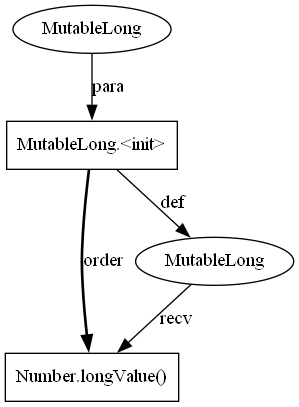 MutableLong
para
MutableLong.<init>
def
order
MutableLong
recv
Number.longValue()